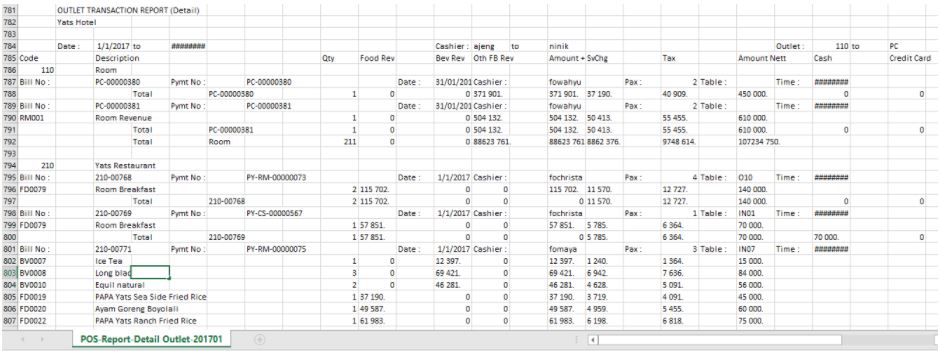 781 OUTLET TRANSACTION REPORT (Detail)
782 Yats Hotel
783
784 Date : 1/1/2017 to ######## Cashier : ajeng to ninik Outlet : 110 to PC
785 Code Description Qty Food Rev Bev Rev Oth FB Rev Amount + SvChg Tax Amount Nett Cash Credit Card
786 110 Room
787 Bill No : PC-00000380 Pymt No : PC-00000380 Date : 31/01/201 Cashier : fowahyu Pax : 2 Table : Time : ########
788 Total PC-00000380 1 0 0 371 901. 371 901. 37 190. 40 909. 450 000. 0 0
789 Bill No : PC-00000381 Pymt No : PC-00000381 Date : 31/01/201 Cashier : fowahyu Pax : 2 Table : Time : ########
790 RM001 Room Revenue 1 0 0 504 132. 504 132. 50 413. 55 455. 610 000.
791 Total PC-00000381 1 0 0 504 132. 504 132. 50 413. 55 455. 610 000. 0 0
792 Total Room 211 0 0 88623 761 88623 761 8862 376. 9748 614. 107234 750.
793
794 210 Yats Restaurant
795 Bill No : 210-00768 Pymt No : PY-RM-00000073 Date : 1/1/2017 Cashier : fochrista Pax : 4 Table : O10 Time : ########
796 FD0079 Room Breakfast 2 115 702. 0 0 115 702. 11 570. 12 727. 140 000.
797 Total 210-00768 2 115 702. 0 0 0 11 570. 12 727. 140 000. 0 0
798 Bill No : 210-00769 Pymt No : PY-CS-00000567 Date : 1/1/2017 Cashier : fochrista Pax : 1 Table : IN01 Time : ########
799 FD0079 Room Breakfast 1 57 851. 0 0 57 851. 5 785. 6 364. 70 000.
800 Total 210-00769 1 57 851. 0 0 0 5 785. 6 364. 70 000. 70 000. 0
801 Bill No : 210-00771 Pymt No : PY-RM-00000075 Date : 1/1/2017 Cashier : fomaya Pax : 3 Table : IN07 Time : ########
802 BV0007 Ice Tea 1 0 12 397. 0 12 397. 1 240. 1 364. 15 000.
803 BV0008 Long blac 3 0 69 421. 0 69 421. 6 942. 7 636. 84 000.
804 BV0010 Equil natural 2 0 46 281. 0 46 281. 4 628. 5 091. 56 000.
805 FD0019 PAPA Yats Sea Side Fried Rice 1 37 190. 0 0 37 190. 3 719. 4 091. 45 000.
806 FD0020 Ayam Goreng Boyolali 1 49 587. 0 0 49 587. 4 959. 5 455. 60 000.
807 FD0022 PAPA Yats Ranch Fried Rice 1 61 983. 0 0 61 983. 6 198. 6 818. 75 000.
POS-Report-Detail Outlet-201701